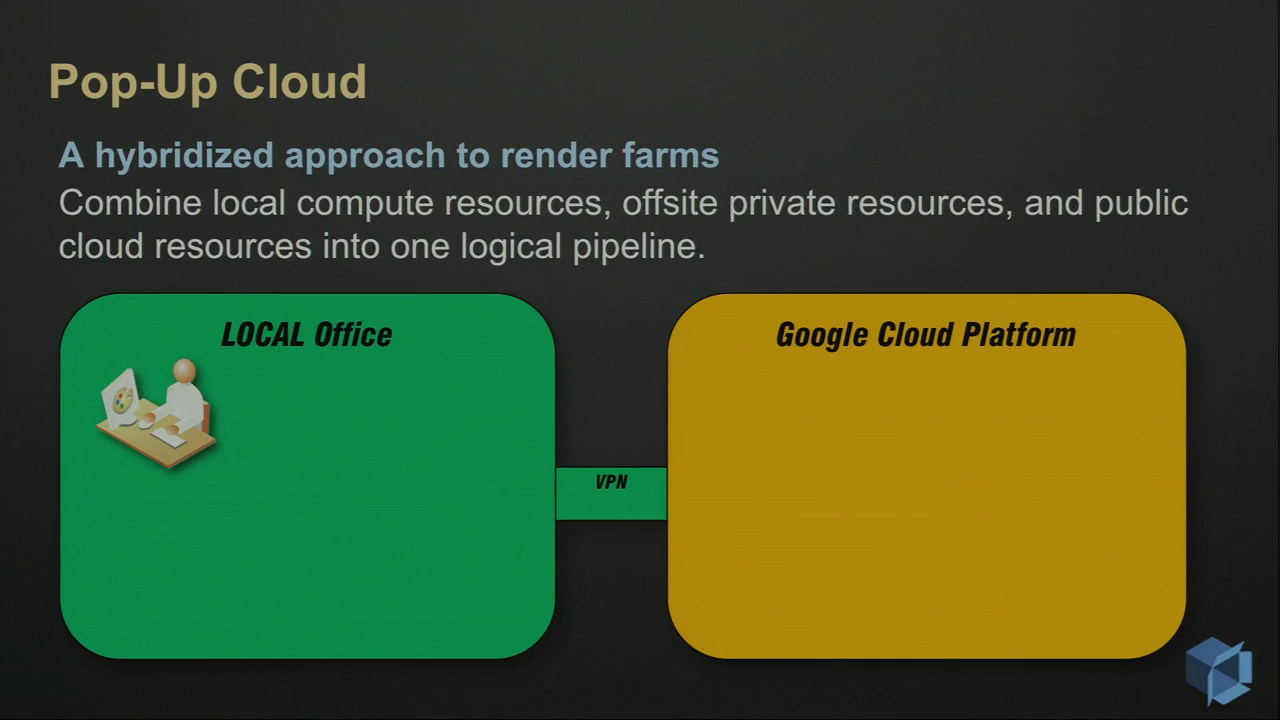 Pop-Up Cloud
A hybridized approach to render farms
Combine local compute resources, offsite private resources, and public
cloud resources into one logical pipeline.
LOCAL Office
Google Cloud Platform
VPN